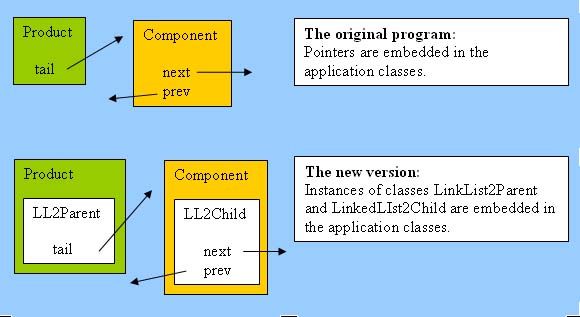 Product
tail
Component
next
prev
The original program:
Pointers are embedded in the
application classes.
Product
LL2Parent
tail
Component
LL2Child
next
prev
The new version:
Instances of classes LinkList2Parent
and LinkedLIst2Child are embedded in
the application classes.